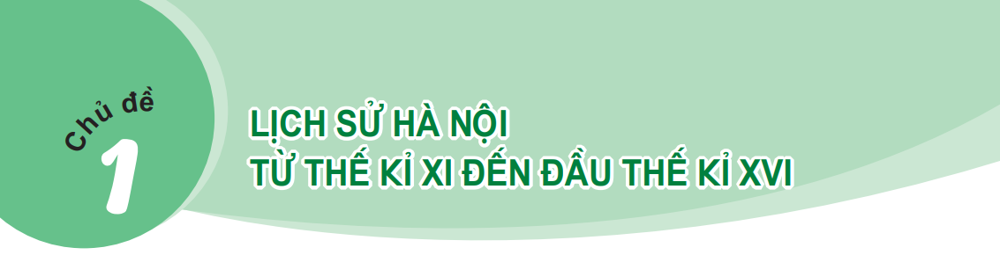 Chủ đề
1
LỊCH SỬ HÀ NỘI
TỪ THẾ KỈ XI ĐẾN ĐẦU THẾ KỈ XVI